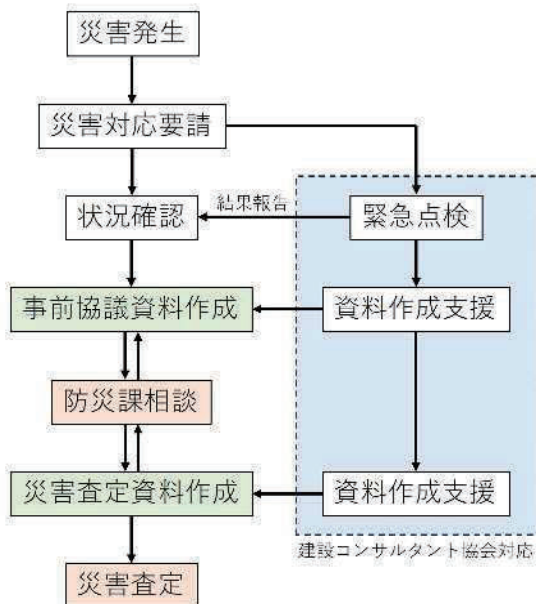 災害発生
災害対応要請
状況確認
結果報告
緊急点検
事前協議資料作成
資料作成支援
防災課相談
災害査定資料作成
資料作成支援
建設コンサルタント協会対応
災害査定